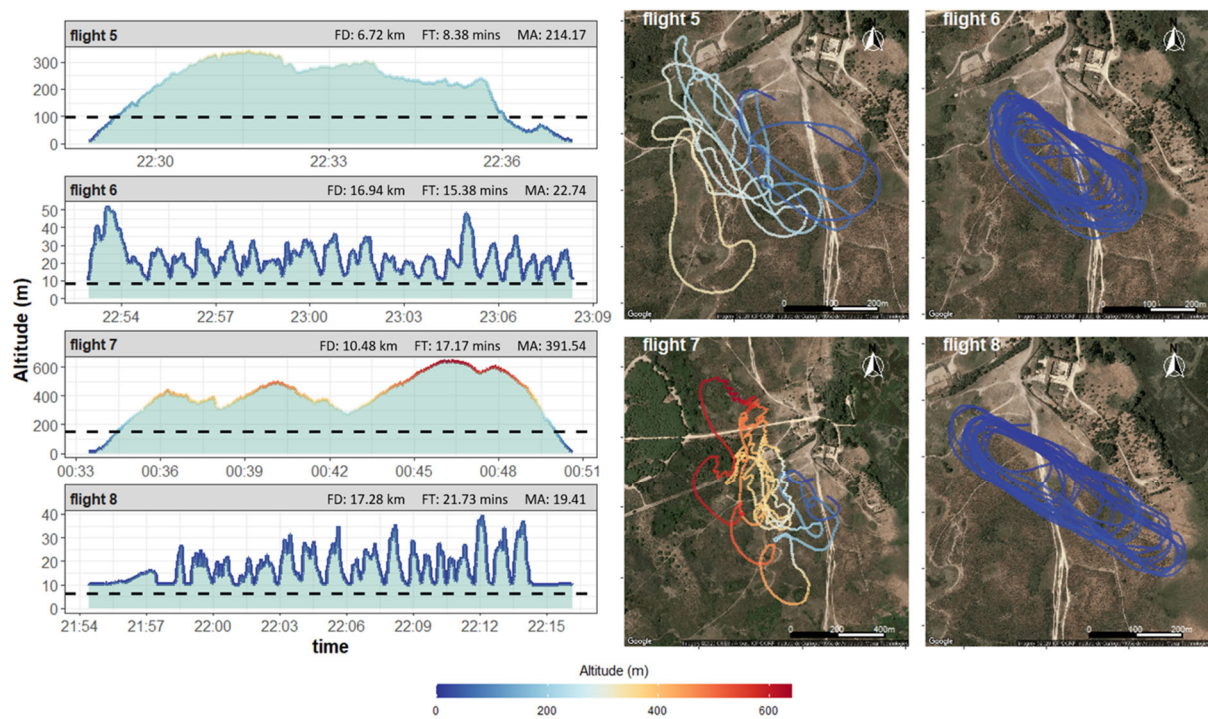 flight 5 FD: 6.72 km FT: 8.38 mins MA: 214.17
300
200
100
0
22:30 22:33 22:36
flight 6 FD: 16.94 km FT: 15.38 mins MA: 22.74
50
40
30
20
10
0
22:54 22:57 23:00 23:03 23:06 23:09
flight 7 FD: 10.48 km FT: 17.17 mins MA: 391.54
600
400
200
0
00:33 00:36 00:39 00:42 00:45 00:48 00:51
flight 8 FD: 17.28 km FT: 21.73 mins MA: 19.41
40
30
20
10
0
21:54 21:57 22:00 22:03 22:06 22:09 22:12 22:15
Altitude (m)
time
flight 5
N
0 100 200m
Google
flight 6
N
0 100 200m
Google
flight 7
N
0 200 400m
Google
flight 8
N
0 100 200m
Google
Altitude (m)
0 200 400 600